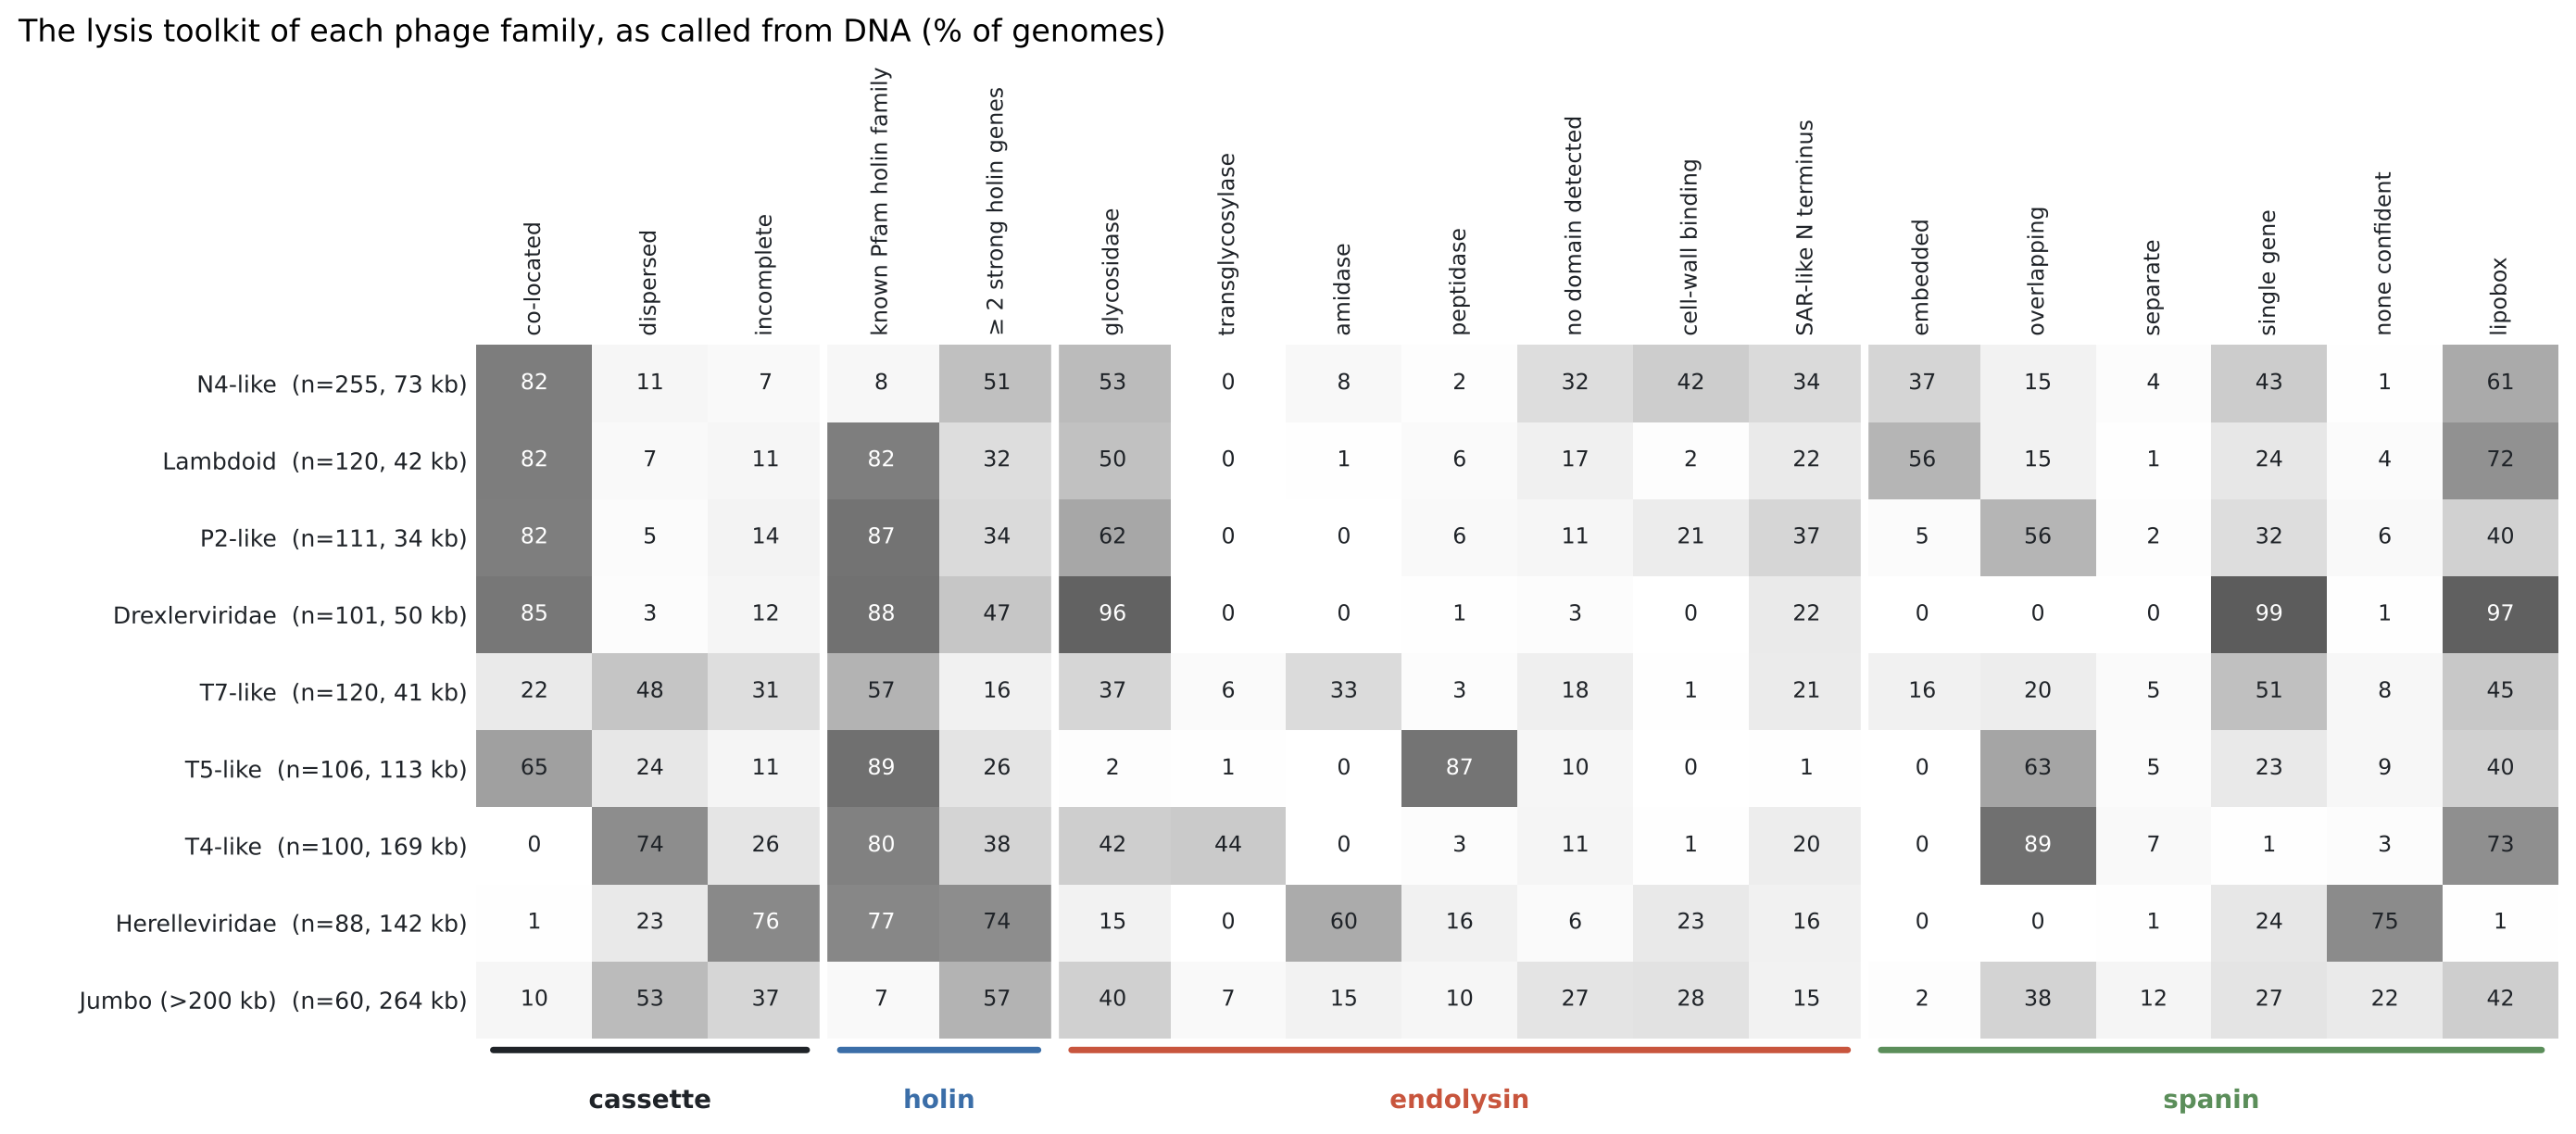 The lysis toolkit of each phage family, as called from DNA (% of genomes)
co-located dispersed incomplete known Pfam holin family ≥ 2 strong holin genes glycosidase transglycosylase amidase peptidase no domain detected cell-wall binding SAR-like N terminus embedded overlapping separate single gene none confident lipobox
N4-like (n=255, 73 kb) 82 11 7 8 51 53 0 8 2 32 42 34 37 15 4 43 1 61
Lambdoid (n=120, 42 kb) 82 7 11 82 32 50 0 1 6 17 2 22 56 15 1 24 4 72
P2-like (n=111, 34 kb) 82 5 14 87 34 62 0 0 6 11 21 37 5 56 2 32 6 40
Drexlerviridae (n=101, 50 kb) 85 3 12 88 47 96 0 0 1 3 0 22 0 0 0 99 1 97
T7-like (n=120, 41 kb) 22 48 31 57 16 37 6 33 3 18 1 21 16 20 5 51 8 45
T5-like (n=106, 113 kb) 65 24 11 89 26 2 1 0 87 10 0 1 0 63 5 23 9 40
T4-like (n=100, 169 kb) 0 74 26 80 38 42 44 0 3 11 1 20 0 89 7 1 3 73
Herelleviridae (n=88, 142 kb) 1 23 76 77 74 15 0 60 16 6 23 16 0 0 1 24 75 1
Jumbo (>200 kb) (n=60, 264 kb) 10 53 37 7 57 40 7 15 10 27 28 15 2 38 12 27 22 42
cassette holin endolysin spanin